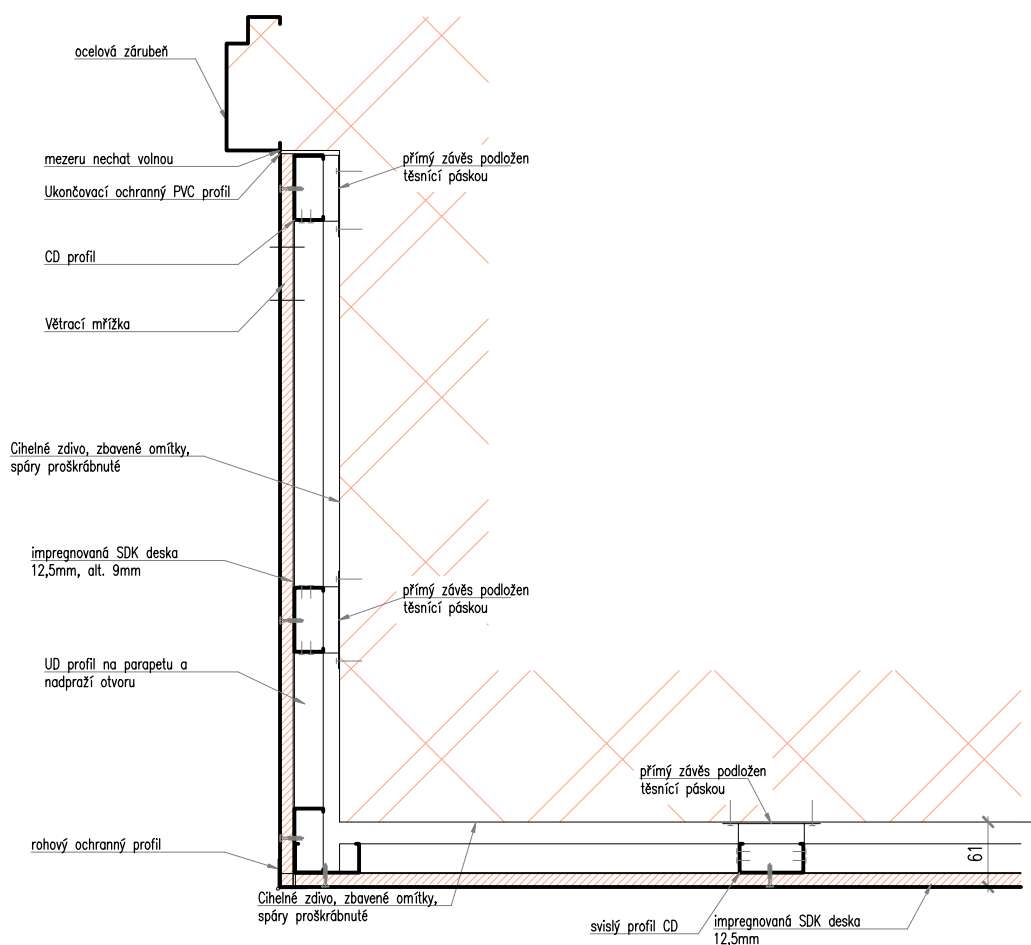 ocelová zárubeň
mezeru nechat volnou
Ukončovací ochranný PVC profil
přímý závěs podložen
těsnící páskou
CD profil
Větrací mřížka
Cihelné zdivo, zbavené omítky,
spáry proškrábnuté
impregnovaná SDK deska
12,5mm, alt. 9mm
přímý závěs podložen
těsnící páskou
UD profil na parapetu a
nadpraží otvoru
přímý závěs podložen
těsnící páskou
rohový ochranný profil
61
Cihelné zdivo, zbavené omítky,
spáry proškrábnuté
svislý profil CD
impregnovaná SDK deska
12,5mm